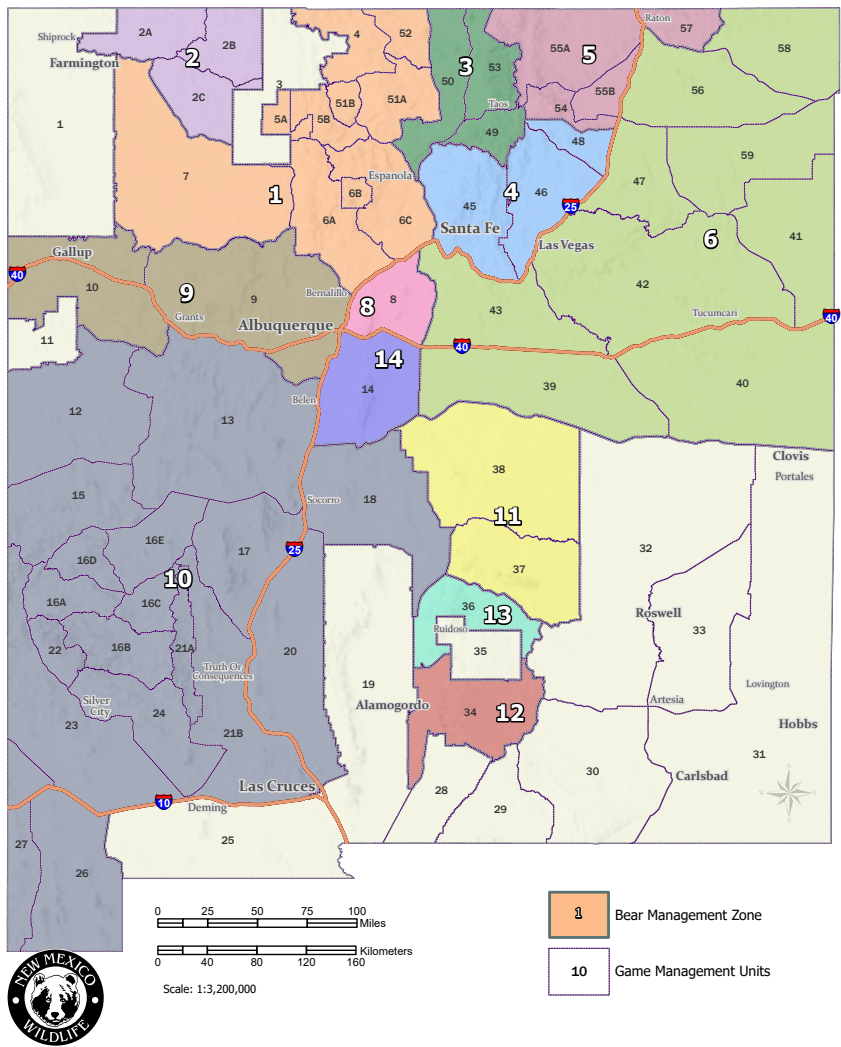 Raton
57
2A
4
52
55A
5
58
Shiprock
2
2B
3
Farmington
50
53
3
56
2C
51B
51A
Taos
54
55B
1
5A
5B
49
48
59
7
Espanola
1
6B
4
46
47
45
25
6A
6C
Santa Fe
Las Vegas
6
41
Gallup
40
10
9
9
Bernalillo
8
8
42
43
Grants
Albuquerque
Tucumcari
40
11
40
14
14
39
40
Belen
12
13
Clovis
38
Portales
15
Socorro
18
11
16E
17
25
32
16D
37
10
16A
16C
36
13
Roswell
Ruidoso
33
22
16B
21A
20
35
Truth Or
Consequences
19
Lovington
Silver
City
Alamogordo
Artesia
24
34
12
23
21B
Hobbs
31
30
Carlsbad
N
W
E
S
Las Cruces
28
10
Deming
29
27
25
26
0 25 50 75 100
Miles
Kilometers
0 40 80 120 160
Scale: 1:3,200,000
1 Bear Management Zone
10 Game Management Units
NEW MEXICO
WILDLIFE